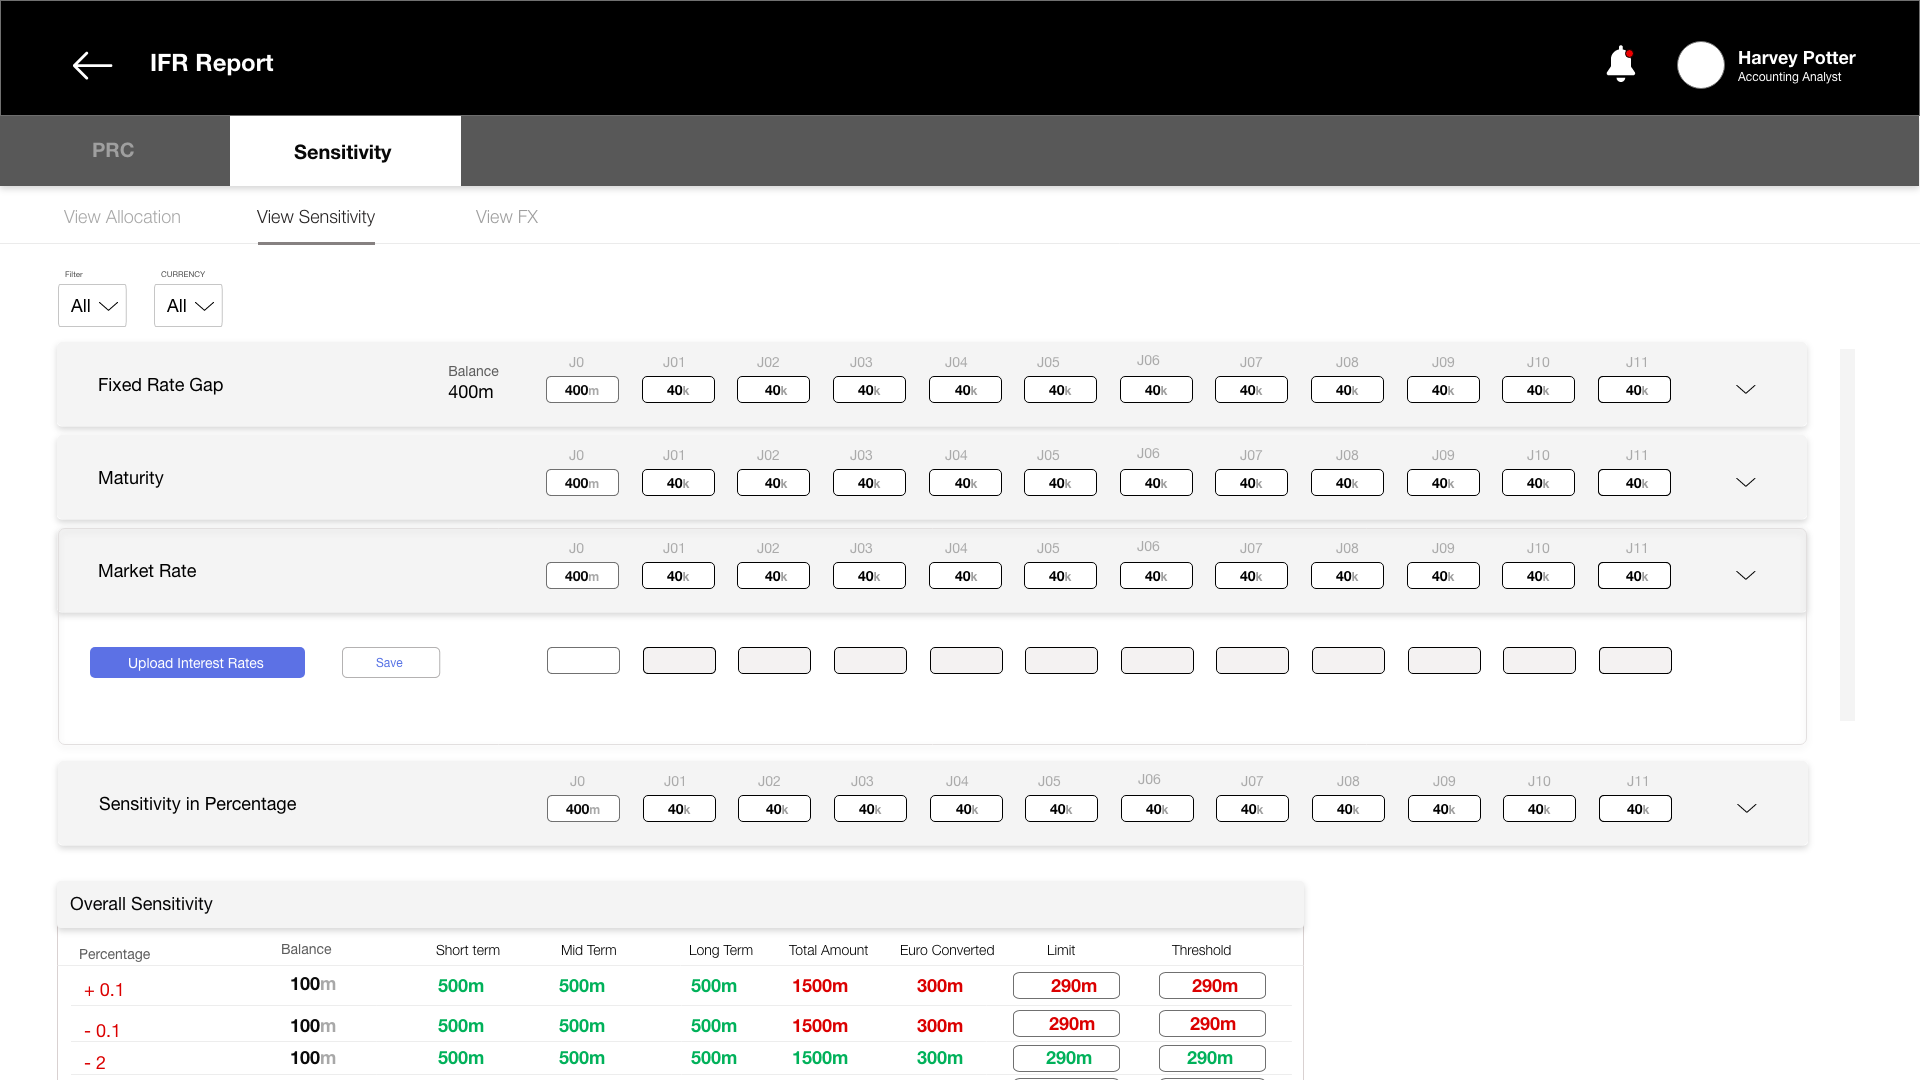 IFR Report
Harvey Potter
Accounting Analyst
PRC
Sensitivity
View Allocation
View Sensitivity
View FX
Filter
CURRENCY
All
All
J0 J01 J02 J03 J04 J05 J06 J07 J08 J09 J10 J11
Fixed Rate Gap
Balance
400m
400m 40k 40k 40k 40k 40k 40k 40k 40k 40k 40k 40k
J0 J01 J02 J03 J04 J05 J06 J07 J08 J09 J10 J11
Maturity
400m 40k 40k 40k 40k 40k 40k 40k 40k 40k 40k 40k
J0 J01 J02 J03 J04 J05 J06 J07 J08 J09 J10 J11
Market Rate
400m 40k 40k 40k 40k 40k 40k 40k 40k 40k 40k 40k
Upload Interest Rates
Save
J0 J01 J02 J03 J04 J05 J06 J07 J08 J09 J10 J11
Sensitivity in Percentage
400m 40k 40k 40k 40k 40k 40k 40k 40k 40k 40k 40k
Overall Sensitivity
Percentage Balance Short term Mid Term Long Term Total Amount Euro Converted Limit Threshold
+ 0.1 100m 500m 500m 500m 1500m 300m 290m 290m
- 0.1 100m 500m 500m 500m 1500m 300m 290m 290m
- 2 100m 500m 500m 500m 1500m 300m 290m 290m